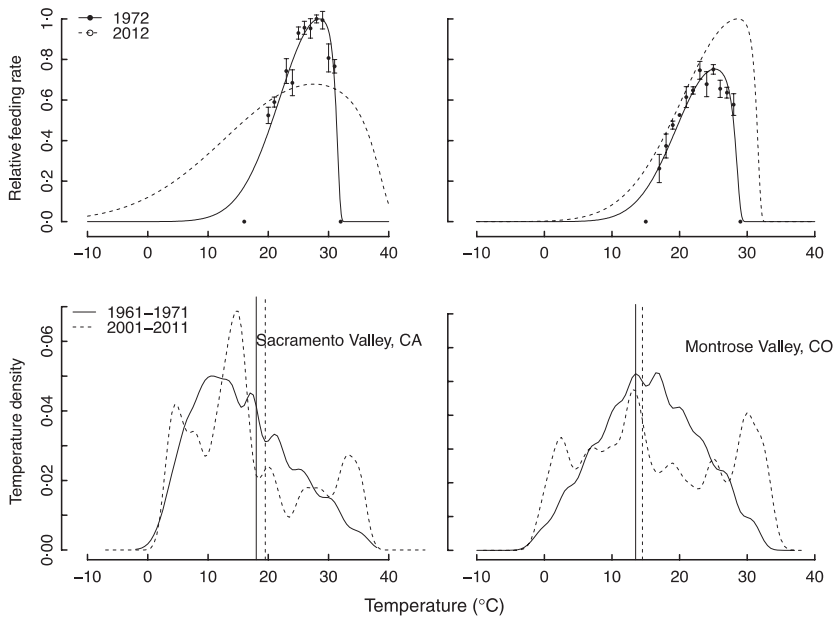 1972
2012
Relative feeding rate
0·0 0·2 0·4 0·6 0·8 1·0
−10 0 10 20 30 40
−10 0 10 20 30 40
1961–1971
2001–2011
Sacramento Valley, CA
Montrose Valley, CO
Temperature density
0·00 0·02 0·04 0·06
−10 0 10 20 30 40
−10 0 10 20 30 40
Temperature (°C)